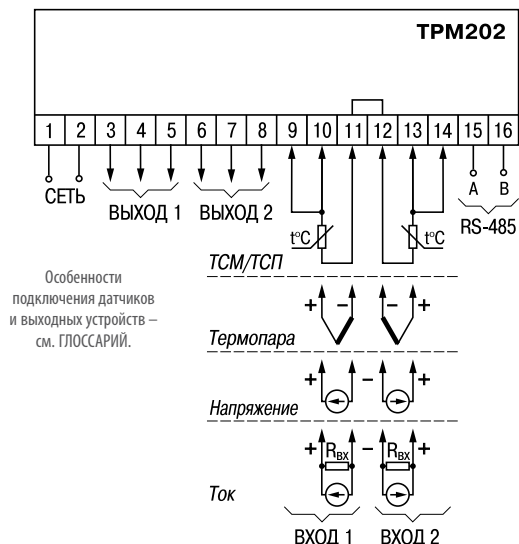 ТРМ202
1 2 3 4 5 6 7 8 9 10 11 12 13 14 15 16
СЕТЬ
ВЫХОД 1
ВЫХОД 2
A B
RS-485
t°C
t°C
ТСМ/ТСП
Особенности
подключения датчиков
и выходных устройств –
см. ГЛОССАРИЙ.
+ – – +
Термопара
+ – +
Напряжение
+ Rвх – Rвх +
Ток
ВХОД 1 ВХОД 2